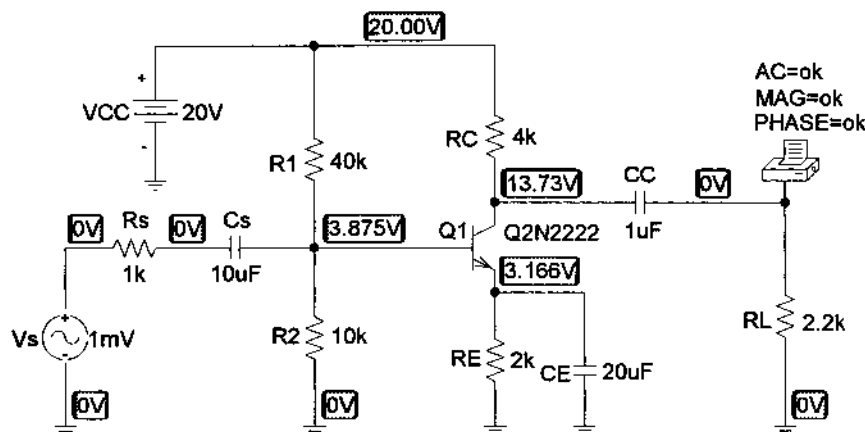 20.00V
AC=ok
MAG=ok
PHASE=ok
+
VCC
20V
-
R1
40k
RC
4k
13.73V
CC
0V
1uF
0V
Rs
0V
Cs
3.875V
Q1
Q2N2222
1k
10uF
3.166V
+
Vs
1mV
-
R2
10k
RE
2k
CE
20uF
RL
2.2k
0V
0V
0V